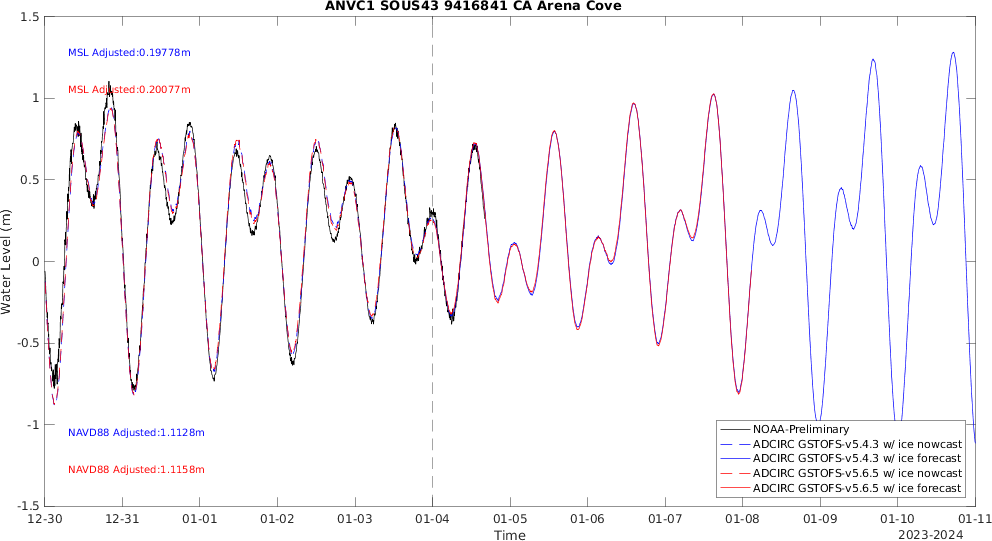 ANVC1 SOUS43 9416841 CA Arena Cove
1.5
1
0.5
0
-0.5
-1
-1.5
Water Level (m)
MSL Adjusted:0.19778m
MSL Adjusted:0.20077m
NAVD88 Adjusted:1.1128m
NAVD88 Adjusted:1.1158m
NOAA-Preliminary
ADCIRC GSTOFS-v5.4.3 w/ ice nowcast
ADCIRC GSTOFS-v5.4.3 w/ ice forecast
ADCIRC GSTOFS-v5.6.5 w/ ice nowcast
ADCIRC GSTOFS-v5.6.5 w/ ice forecast
12-30 12-31 01-01 01-02 01-03 01-04 01-05 01-06 01-07 01-08 01-09 01-10 01-11
Time
2023-2024